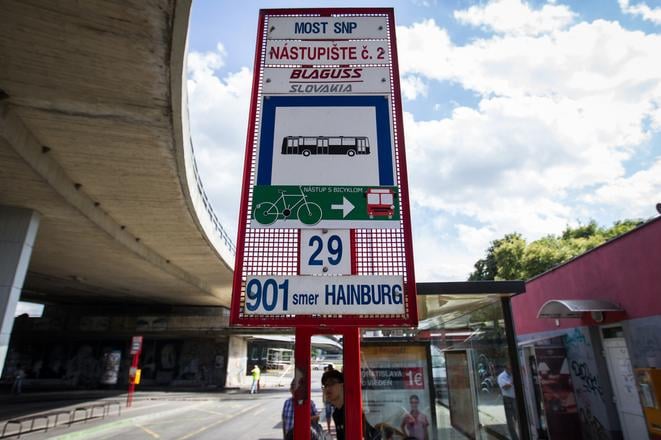 MOST SNP
NÁSTUPIŠTE č. 2
BLAGUSS
SLOVAKIA
NÁSTUP S BICYKLOM
29
901 smer HAINBURG
BRATISLAVA
VIEDEŇ
1€